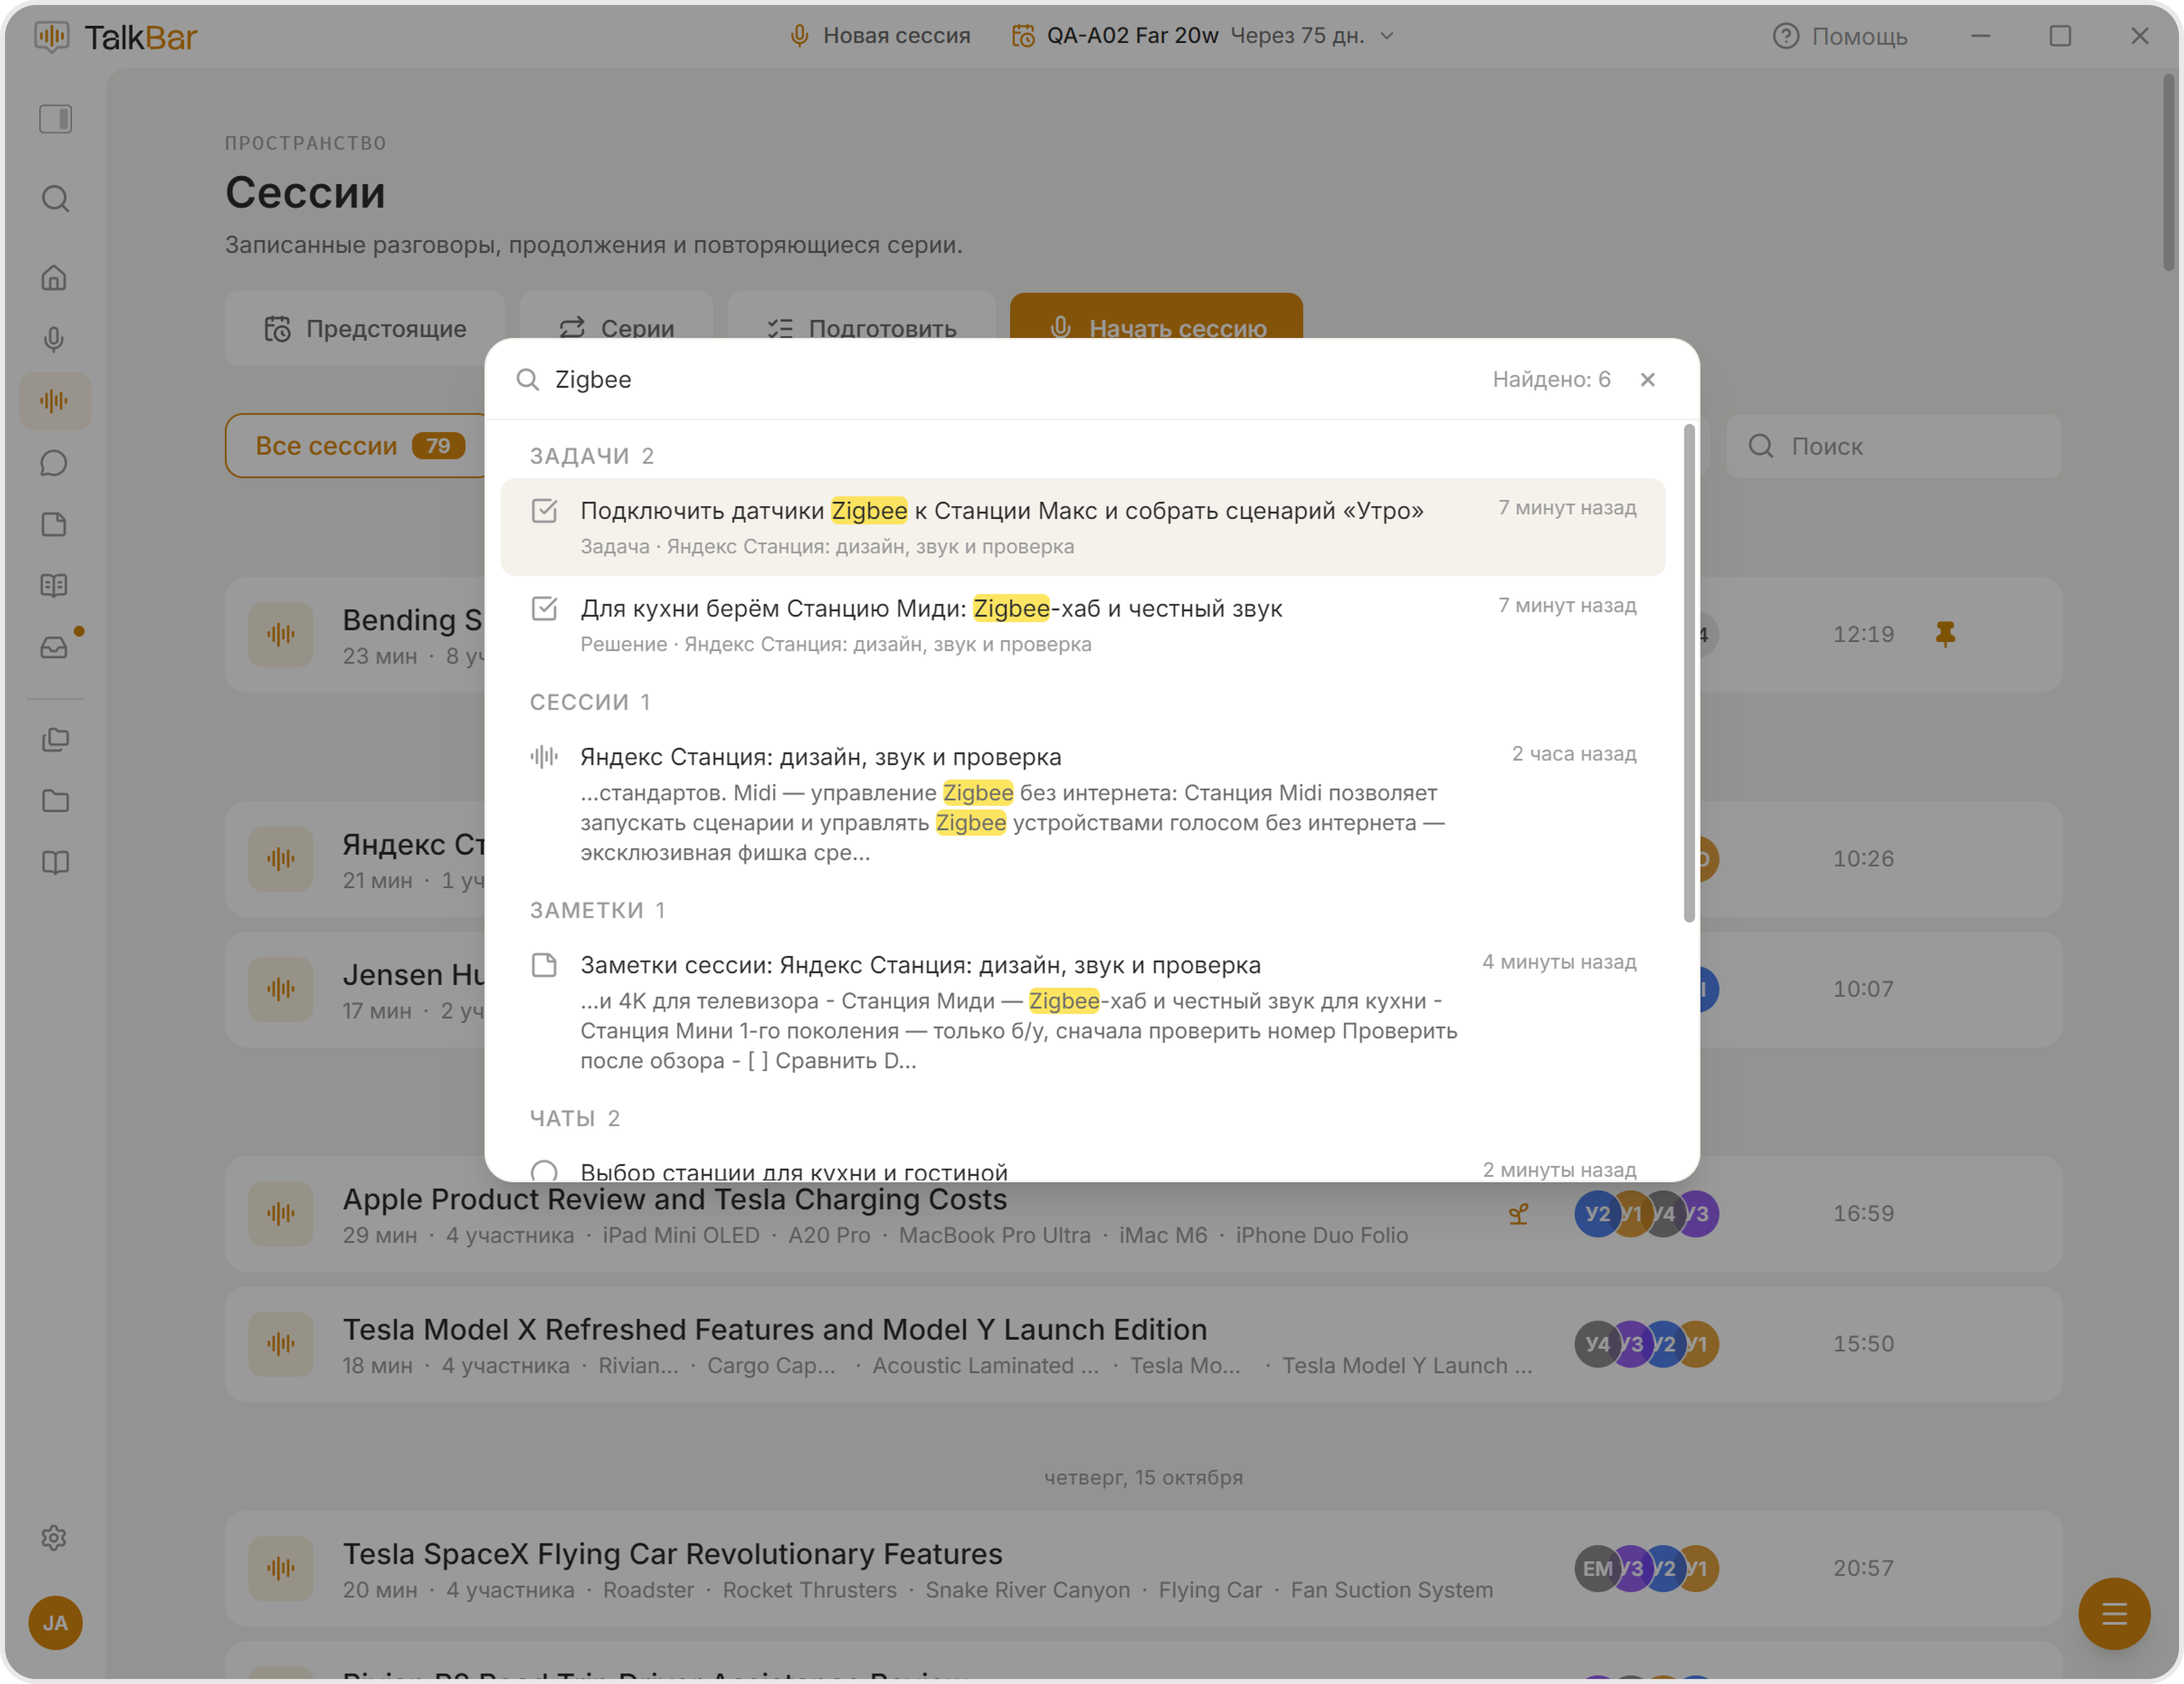 TalkBar
Новая сессия
QA-A02 Far 20w Через 75 дн.
Помощь
ПРОСТРАНСТВО
Сессии
Записанные разговоры, продолжения и повторяющиеся серии.
Предстоящие
Серии
Подготовить
Начать сессию
Все сессии 79
Поиск
Zigbee
Найдено: 6
ЗАДАЧИ 2
Подключить датчики Zigbee к Станции Макс и собрать сценарий «Утро»
7 минут назад
Задача · Яндекс Станция: дизайн, звук и проверка
Для кухни берём Станцию Миди: Zigbee-хаб и честный звук
7 минут назад
Решение · Яндекс Станция: дизайн, звук и проверка
СЕССИИ 1
Яндекс Станция: дизайн, звук и проверка
2 часа назад
...стандартов. Midi — управление Zigbee без интернета: Станция Midi позволяет
запускать сценарии и управлять Zigbee устройствами голосом без интернета —
эксклюзивная фишка сре...
ЗАМЕТКИ 1
Заметки сессии: Яндекс Станция: дизайн, звук и проверка
4 минуты назад
...и 4K для телевизора - Станция Миди — Zigbee-хаб и честный звук для кухни -
Станция Мини 1-го поколения — только б/у, сначала проверить номер Проверить
после обзора - [ ] Сравнить D...
ЧАТЫ 2
Выбор станции для кухни и гостиной
2 минуты назад
Bending S
23 мин · 8 уч
12:19
Яндекс Ст
21 мин · 1 уч
10:26
Jensen Hu
17 мин · 2 уч
10:07
Apple Product Review and Tesla Charging Costs
29 мин · 4 участника · iPad Mini OLED · A20 Pro · MacBook Pro Ultra · iMac M6 · iPhone Duo Folio
У2 У1 У4 У3
16:59
Tesla Model X Refreshed Features and Model Y Launch Edition
18 мин · 4 участника · Rivian... · Cargo Cap... · Acoustic Laminated ... · Tesla Mo... · Tesla Model Y Launch ...
У4 У3 У2 У1
15:50
четверг, 15 октября
Tesla SpaceX Flying Car Revolutionary Features
20 мин · 4 участника · Roadster · Rocket Thrusters · Snake River Canyon · Flying Car · Fan Suction System
EM У3 У2 У1
20:57
JA